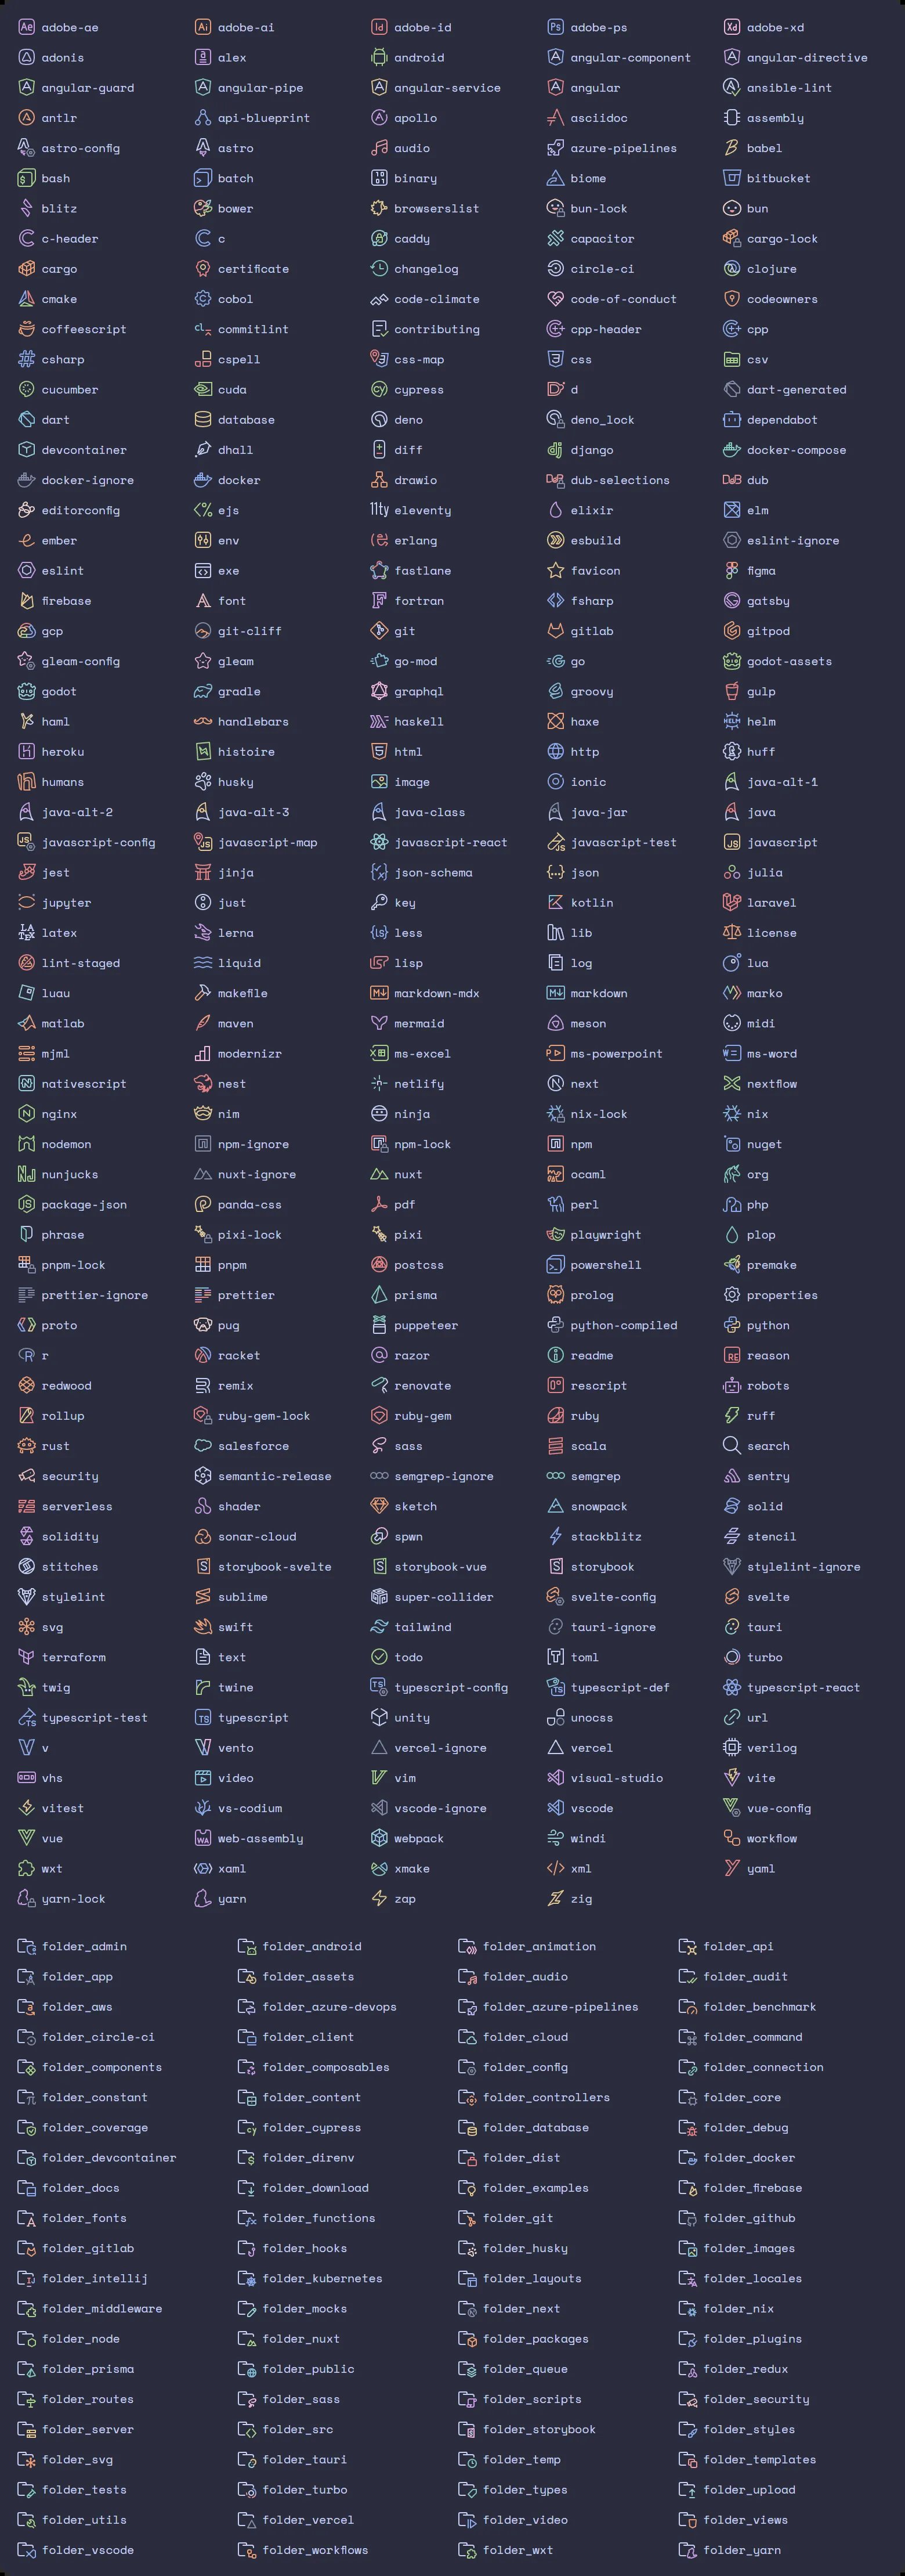 adobe-ae adobe-ai adobe-id adobe-ps adobe-xd
adonis alex android angular-component angular-directive
angular-guard angular-pipe angular-service angular ansible-lint
antlr api-blueprint apollo asciidoc assembly
astro-config astro audio azure-pipelines babel
bash batch binary biome bitbucket
blitz bower browserslist bun-lock bun
c-header c caddy capacitor cargo-lock
cargo certificate changelog circle-ci clojure
cmake cobol code-climate code-of-conduct codeowners
coffeescript commitlint contributing cpp-header cpp
csharp cspell css-map css csv
cucumber cuda cypress d dart-generated
dart database deno deno_lock dependabot
devcontainer dhall diff django docker-compose
docker-ignore docker drawio dub-selections dub
editorconfig ejs eleventy elixir elm
ember env erlang esbuild eslint-ignore
eslint exe fastlane favicon figma
firebase font fortran fsharp gatsby
gcp git-cliff git gitlab gitpod
gleam-config gleam go-mod go godot-assets
godot gradle graphql groovy gulp
haml handlebars haskell haxe helm
heroku histoire html http huff
humans husky image ionic java-alt-1
java-alt-2 java-alt-3 java-class java-jar java
javascript-config javascript-map javascript-react javascript-test javascript
jest jinja json-schema json julia
jupyter just key kotlin laravel
latex lerna less lib license
lint-staged liquid lisp log lua
luau makefile markdown-mdx markdown marko
matlab maven mermaid meson midi
mjml modernizr ms-excel ms-powerpoint ms-word
nativescript nest netlify next nextflow
nginx nim ninja nix-lock nix
nodemon npm-ignore npm-lock npm nuget
nunjucks nuxt-ignore nuxt ocaml org
package-json panda-css pdf perl php
phrase pixi-lock pixi playwright plop
pnpm-lock pnpm postcss powershell premake
prettier-ignore prettier prisma prolog properties
proto pug puppeteer python-compiled python
r racket razor readme reason
redwood remix renovate rescript robots
rollup ruby-gem-lock ruby-gem ruby ruff
rust salesforce sass scala search
security semantic-release semgrep-ignore semgrep sentry
serverless shader sketch snowpack solid
solidity sonar-cloud spwn stackblitz stencil
stitches storybook-svelte storybook-vue storybook stylelint-ignore
stylelint sublime super-collider svelte-config svelte
svg swift tailwind tauri-ignore tauri
terraform text todo toml turbo
twig twine typescript-config typescript-def typescript-react
typescript-test typescript unity unocss url
v vento vercel-ignore vercel verilog
vhs video vim visual-studio vite
vitest vs-codium vscode-ignore vscode vue-config
vue web-assembly webpack windi workflow
wxt xaml xmake xml yaml
yarn-lock yarn zap zig
folder_admin folder_android folder_animation folder_api
folder_app folder_assets folder_audio folder_audit
folder_aws folder_azure-devops folder_azure-pipelines folder_benchmark
folder_circle-ci folder_client folder_cloud folder_command
folder_components folder_composables folder_config folder_connection
folder_constant folder_content folder_controllers folder_core
folder_coverage folder_cypress folder_database folder_debug
folder_devcontainer folder_direnv folder_dist folder_docker
folder_docs folder_download folder_examples folder_firebase
folder_fonts folder_functions folder_git folder_github
folder_gitlab folder_hooks folder_husky folder_images
folder_intellij folder_kubernetes folder_layouts folder_locales
folder_middleware folder_mocks folder_next folder_nix
folder_node folder_nuxt folder_packages folder_plugins
folder_prisma folder_public folder_queue folder_redux
folder_routes folder_sass folder_scripts folder_security
folder_server folder_src folder_storybook folder_styles
folder_svg folder_tauri folder_temp folder_templates
folder_tests folder_turbo folder_types folder_upload
folder_utils folder_vercel folder_video folder_views
folder_vscode folder_workflows folder_wxt folder_yarn